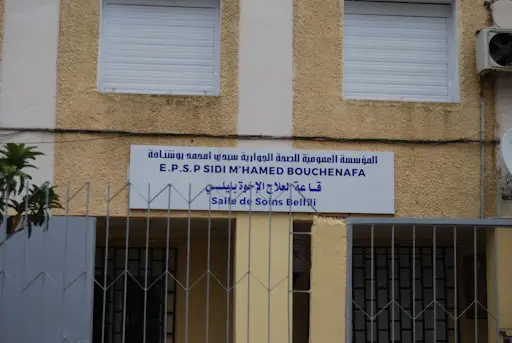 المؤسسة العمومية للصحة الجوارية سيدي امحمد بوشنافة
E.P.S.P SIDI M'HAMED BOUCHENAFA
قاعة العلاج الإخوة بليلي
Salle de Soins Bellili